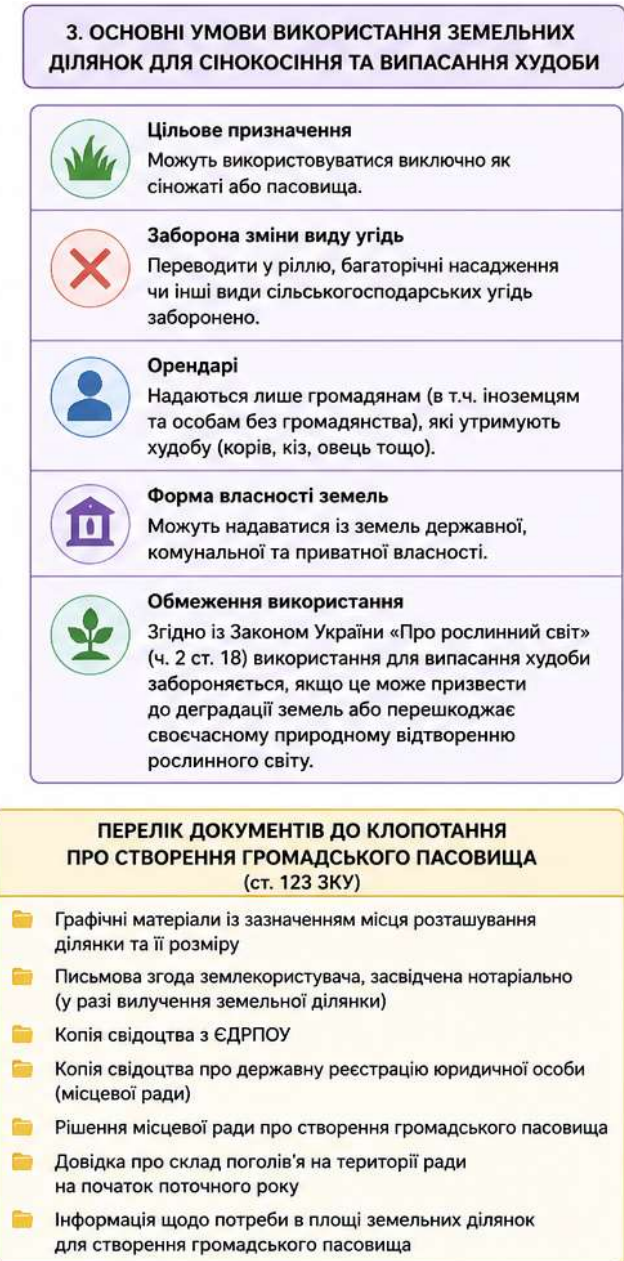 3. ОСНОВНІ УМОВИ ВИКОРИСТАННЯ ЗЕМЕЛЬНИХ
ДІЛЯНОК ДЛЯ СІНОКОСІННЯ ТА ВИПАСАННЯ ХУДОБИ
Цільове призначення
Можуть використовуватися виключно як
сіножаті або пасовища.
Заборона зміни виду угідь
Переводити у ріллю, багаторічні насадження
чи інші види сільськогосподарських угідь
заборонено.
Орендарі
Надаються лише громадянам (в т.ч. іноземцям
та особам без громадянства), які утримують
худобу (корів, кіз, овець тощо).
Форма власності земель
Можуть надаватися із земель державної,
комунальної та приватної власності.
Обмеження використання
Згідно із Законом України «Про рослинний світ»
(ч. 2 ст. 18) використання для випасання худоби
забороняється, якщо це може призвести
до деградації земель або перешкоджає
своєчасному природному відтворенню
рослинного світу.
ПЕРЕЛІК ДОКУМЕНТІВ ДО КЛОПОТАННЯ
ПРО СТВОРЕННЯ ГРОМАДСЬКОГО ПАСОВИЩА
(ст. 123 ЗКУ)
Графічні матеріали із зазначенням місця розташування
ділянки та її розміру
Письмова згода землекористувача, засвідчена нотаріально
(у разі вилучення земельної ділянки)
Копія свідоцтва з ЄДРПОУ
Копія свідоцтва про державну реєстрацію юридичної особи
(місцевої ради)
Рішення місцевої ради про створення громадського пасовища
Довідка про склад поголів'я на території ради
на початок поточного року
Інформація щодо потреби в площі земельних ділянок
для створення громадського пасовища